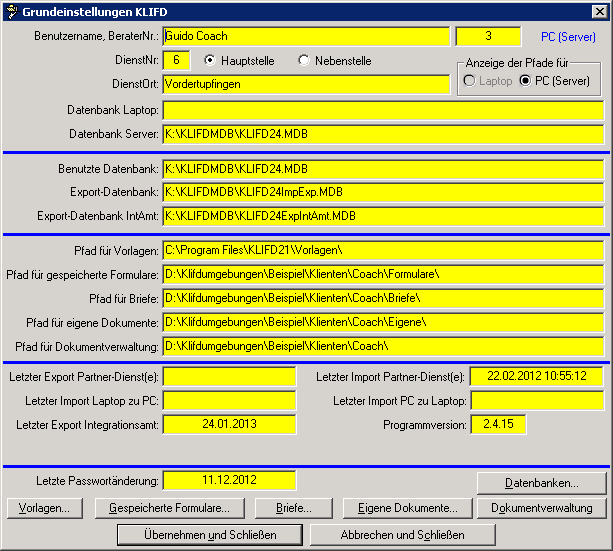 Grundeinstellungen KLIFD
Benutzername, BeraterNr.: Guido Coach 3 PC (Server)
DienstNr: 6 Hauptstelle Nebenstelle
Anzeige der Pfade für
Laptop PC (Server)
DienstOrt: Vordertupfingen
Datenbank Laptop:
Datenbank Server: K:\KLIFDMDB\KLIFD24.MDB
Benutzte Datenbank: K:\KLIFDMDB\KLIFD24.MDB
Export-Datenbank: K:\KLIFDMDB\KLIFD24ImpExp.MDB
Export-Datenbank IntAmt: K:\KLIFDMDB\KLIFD24ExpIntAmt.MDB
Pfad für Vorlagen: C:\Program Files\KLIFD21\Vorlagen\
Pfad für gespeicherte Formulare: D:\Klifdumgebungen\Beispiel\Klienten\Coach\Formulare\
Pfad für Briefe: D:\Klifdumgebungen\Beispiel\Klienten\Coach\Briefe\
Pfad für eigene Dokumente: D:\Klifdumgebungen\Beispiel\Klienten\Coach\Eigene\
Pfad für Dokumentverwaltung: D:\Klifdumgebungen\Beispiel\Klienten\Coach\
Letzter Export Partner-Dienst(e): Letzter Import Partner-Dienst(e): 22.02.2012 10:55:12
Letzter Import Laptop zu PC: Letzter Import PC zu Laptop:
Letzter Export Integrationsamt: 24.01.2013 Programmversion: 2.4.15
Letzte Passwortänderung: 11.12.2012 Datenbanken...
Vorlagen... Gespeicherte Formulare... Briefe... Eigene Dokumente... Dokumentverwaltung
Übernehmen und Schließen Abbrechen und Schließen